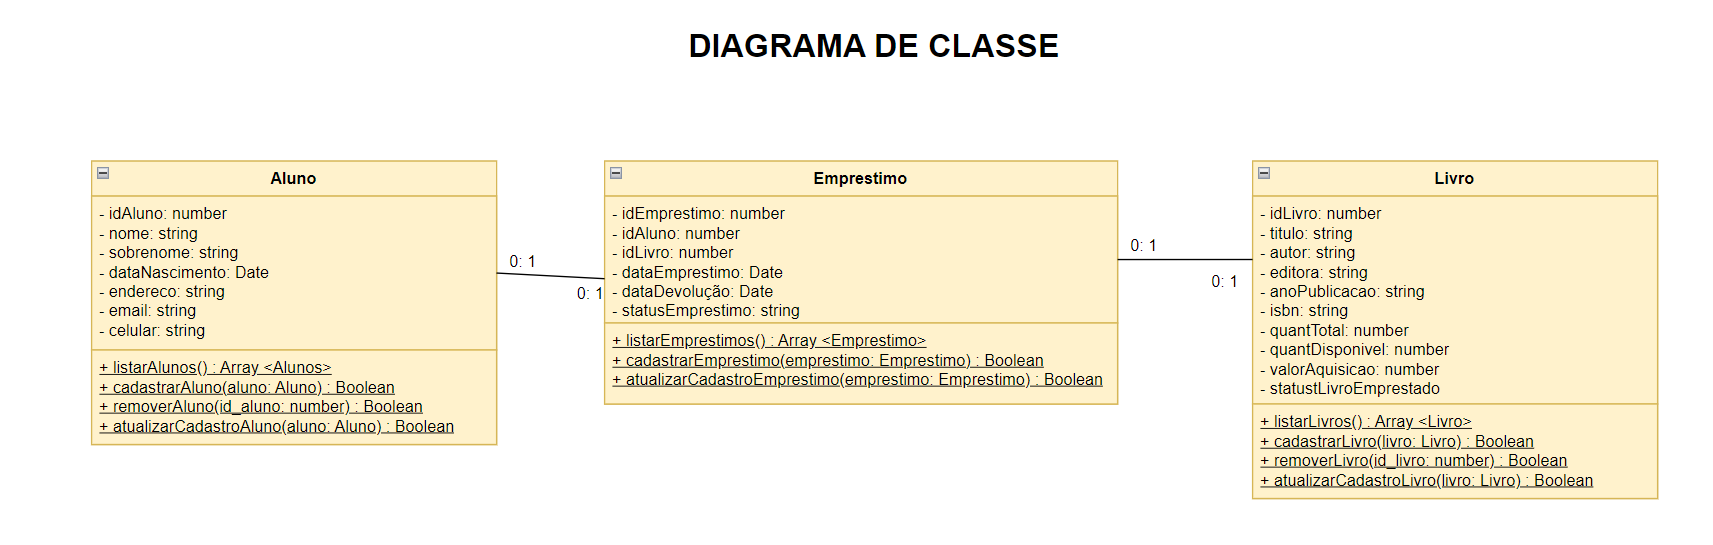 DIAGRAMA DE CLASSE
Aluno
- idAluno: number
- nome: string
- sobrenome: string
- dataNascimento: Date
- endereco: string
- email: string
- celular: string
+ listarAlunos() : Array <Alunos>
+ cadastrarAluno(aluno: Aluno) : Boolean
+ removerAluno(id_aluno: number) : Boolean
+ atualizarCadastroAluno(aluno: Aluno) : Boolean
0: 1
0: 1
Emprestimo
- idEmprestimo: number
- idAluno: number
- idLivro: number
- dataEmprestimo: Date
- dataDevolução: Date
- statusEmprestimo: string
+ listarEmprestimos() : Array <Emprestimo>
+ cadastrarEmprestimo(emprestimo: Emprestimo) : Boolean
+ atualizarCadastroEmprestimo(emprestimo: Emprestimo) : Boolean
0: 1
0: 1
Livro
- idLivro: number
- titulo: string
- autor: string
- editora: string
- anoPublicacao: string
- isbn: string
- quantTotal: number
- quantDisponivel: number
- valorAquisicao: number
- statustLivroEmprestado
+ listarLivros() : Array <Livro>
+ cadastrarLivro(livro: Livro) : Boolean
+ removerLivro(id_livro: number) : Boolean
+ atualizarCadastroLivro(livro: Livro) : Boolean